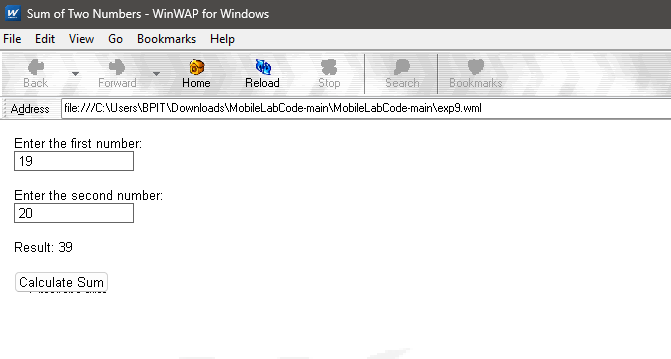 Sum of Two Numbers - WinWAP for Windows
File Edit View Go Bookmarks Help
Back Forward Home Reload Stop Search Bookmarks
Address file:///C:\Users\BPIT\Downloads\MobileLabCode-main\MobileLabCode-main\exp9.wml
Enter the first number:
19
Enter the second number:
20
Result: 39
Calculate Sum